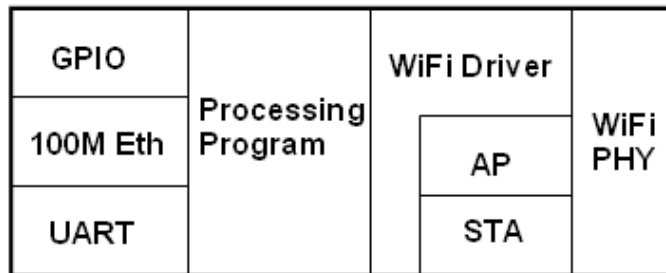 GPIO
100M Eth
UART
Processing
Program
WiFi Driver
AP
STA
WiFi
PHY